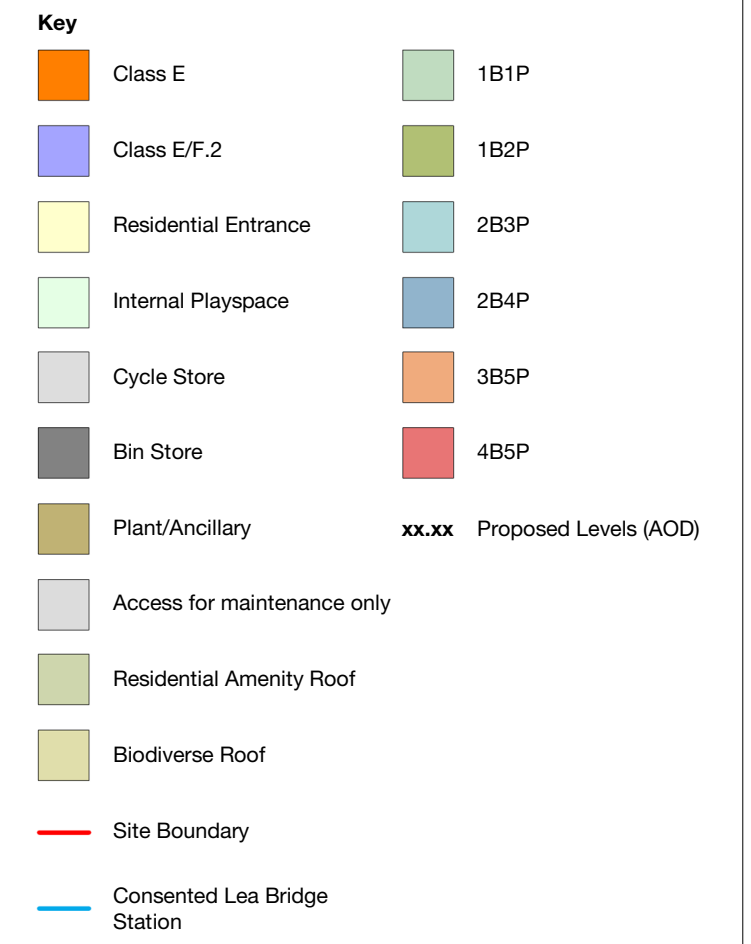 Key
Class E
Class E/F.2
Residential Entrance
Internal Playspace
Cycle Store
Bin Store
Plant/Ancillary
Access for maintenance only
Residential Amenity Roof
Biodiverse Roof
Site Boundary
Consented Lea Bridge
Station
1B1P
1B2P
2B3P
2B4P
3B5P
4B5P
xx.xx Proposed Levels (AOD)